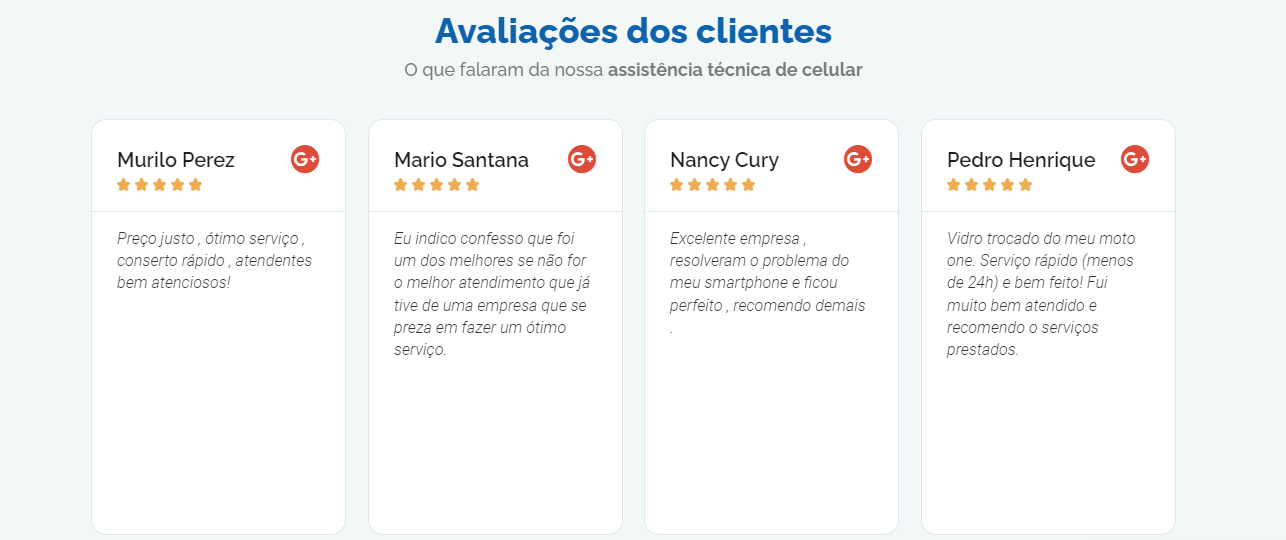 Avaliações dos clientes
O que falaram da nossa assistência técnica de celular
Murilo Perez G+
Preço justo , ótimo serviço ,
conserto rápido , atendentes
bem atenciosos!
Mario Santana G+
Eu indico confesso que foi
um dos melhores se não for
o melhor atendimento que já
tive de uma empresa que se
preza em fazer um ótimo
serviço.
Nancy Cury G+
Excelente empresa ,
resolveram o problema do
meu smartphone e ficou
perfeito , recomendo demais
.
Pedro Henrique G+
Vidro trocado do meu moto
one. Serviço rápido (menos
de 24h) e bem feito! Fui
muito bem atendido e
recomendo o serviços
prestados.